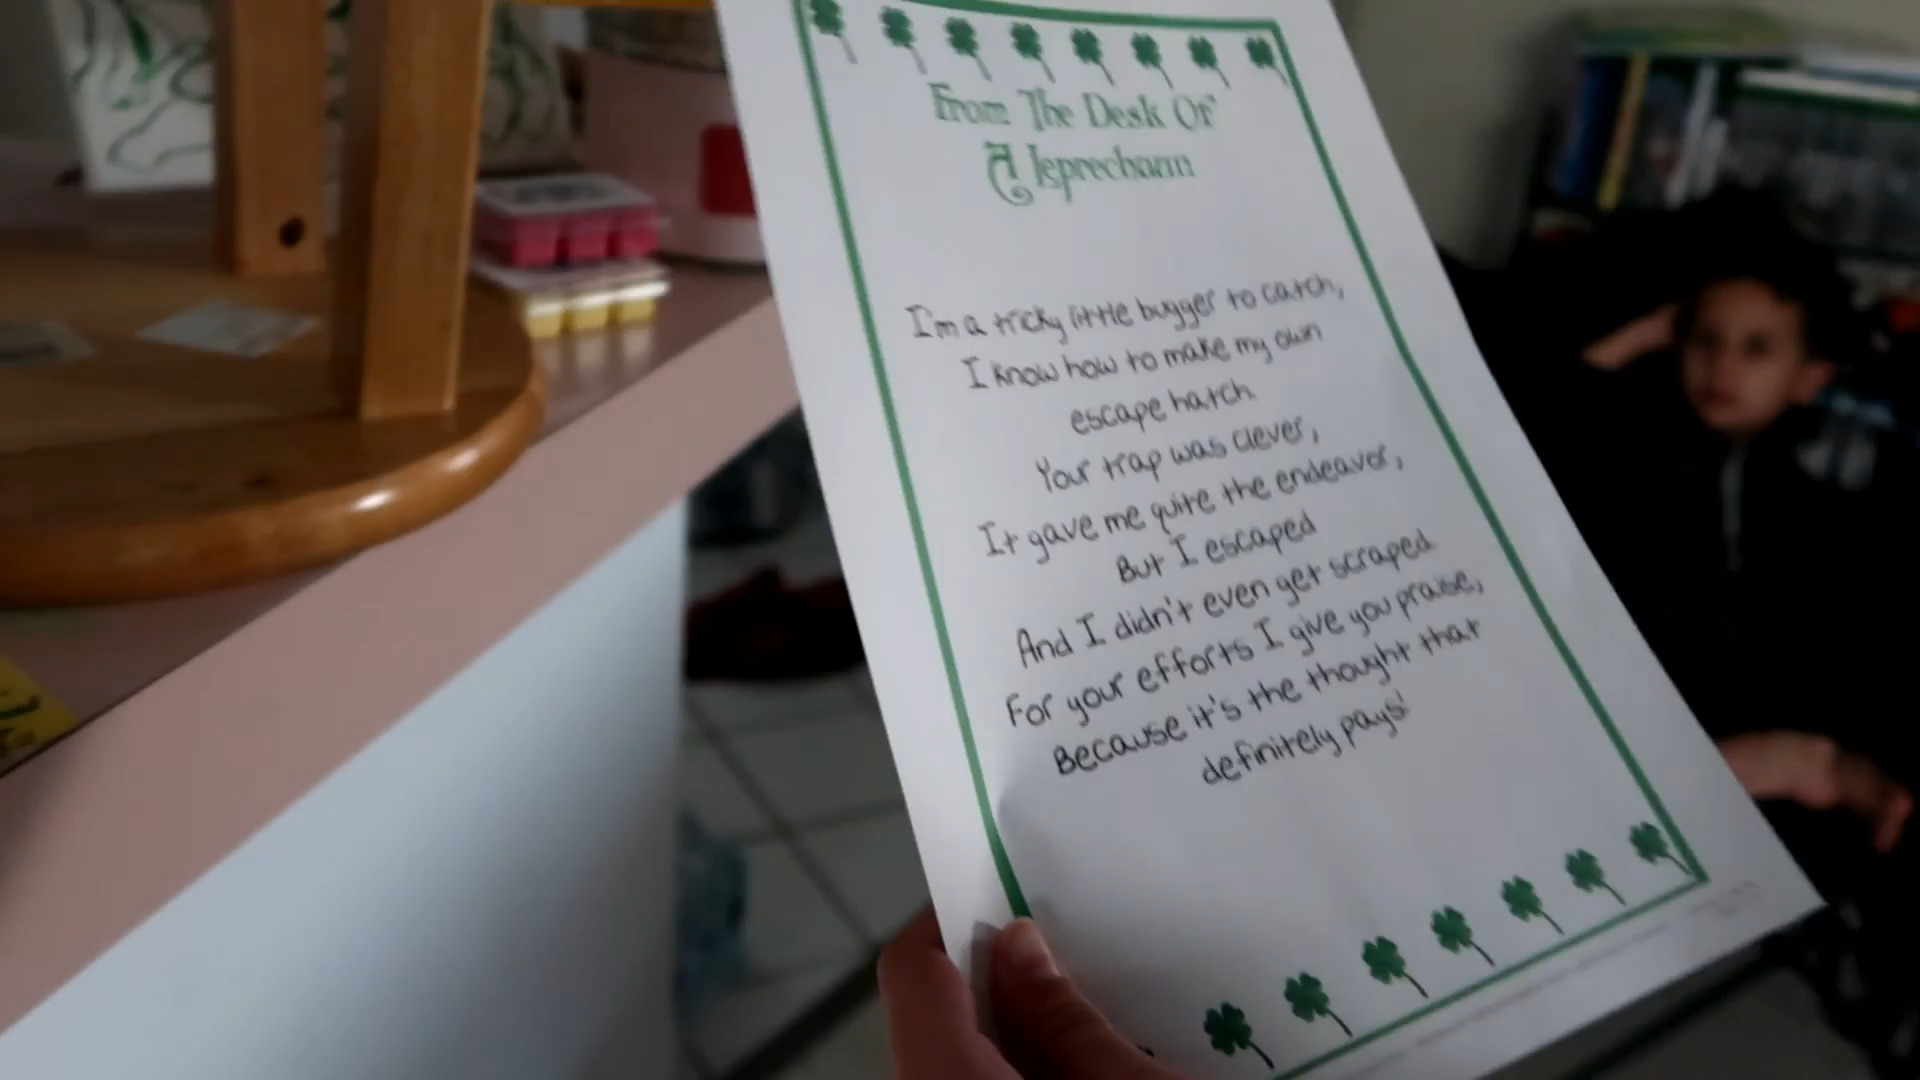 From The Desk Of
A leprechaun
I'm a tricky little bugger to catch,
I know how to make my own
escape hatch.
Your trap was clever,
It gave me quite the endeavor,
But I escaped
And I didn't even get scraped.
For your efforts I give you praise,
Because it's the thought that
definitely pays!